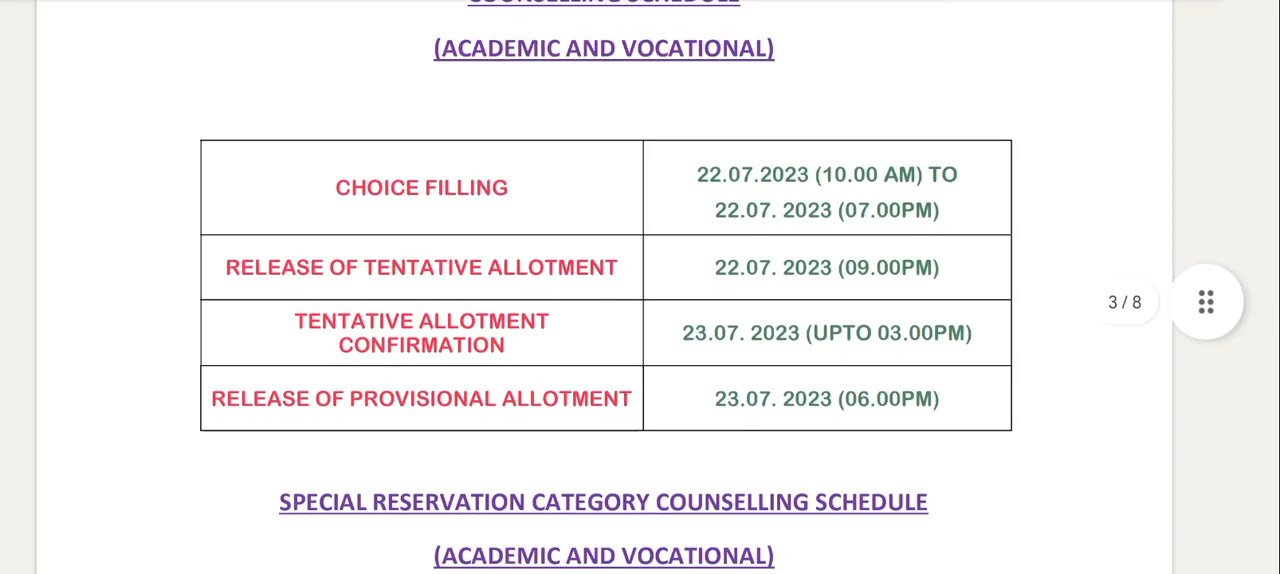 COUNSELLING SCHEDULE
(ACADEMIC AND VOCATIONAL)
CHOICE FILLING
22.07.2023 (10.00 AM) TO
22.07. 2023 (07.00PM)
RELEASE OF TENTATIVE ALLOTMENT
22.07. 2023 (09.00PM)
TENTATIVE ALLOTMENT
CONFIRMATION
23.07. 2023 (UPTO 03.00PM)
RELEASE OF PROVISIONAL ALLOTMENT
23.07. 2023 (06.00PM)
3 / 8
SPECIAL RESERVATION CATEGORY COUNSELLING SCHEDULE
(ACADEMIC AND VOCATIONAL)